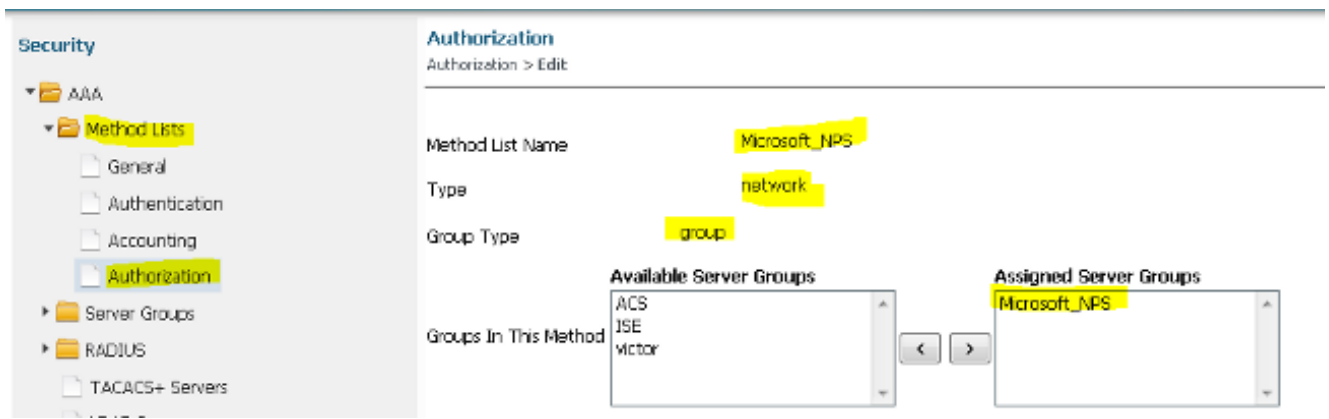 Security
AAA
Method Lists
General
Authentication
Accounting
Authorization
Server Groups
RADIUS
TACACS+ Servers
Authorization
Authorization > Edit
Method List Name Microsoft_NPS
Type network
Group Type group
Available Server Groups Assigned Server Groups
Groups In This Method
ACS
ISE
victor
< >
Microsoft_NPS